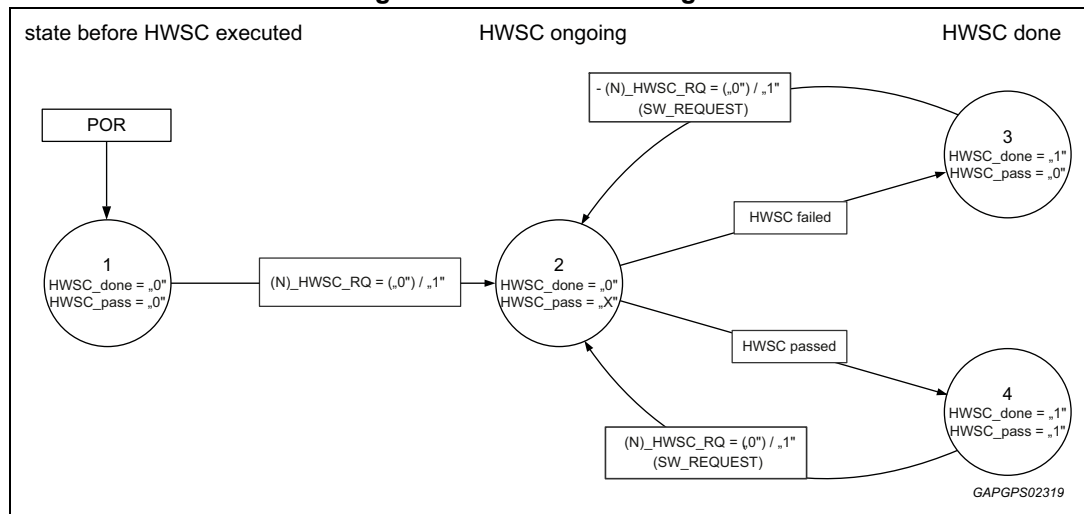 state before HWSC executed
HWSC ongoing
HWSC done
POR
- (N)_HWSC_RQ = („0") / „1"
(SW_REQUEST)
3
HWSC_done = „1"
HWSC_pass = „0"
HWSC failed
1
HWSC_done = „0"
HWSC_pass = „0"
(N)_HWSC_RQ = („0") / „1"
2
HWSC_done = „0"
HWSC_pass = „X"
HWSC passed
4
HWSC_done = „1"
HWSC_pass = „1"
(N)_HWSC_RQ = („0") / „1"
(SW_REQUEST)
GAPGPS02319